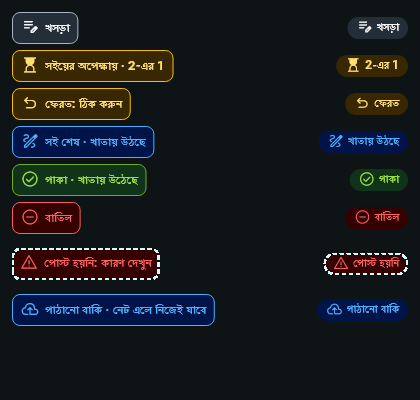 খসড়া
খসড়া
সইয়ের অপেক্ষায় · 2-এর 1
2-এর 1
ফেরত: ঠিক করুন
ফেরত
সই শেষ · খাতায় উঠছে
খাতায় উঠছে
পাকা · খাতায় উঠেছে
পাকা
বাতিল
বাতিল
পোস্ট হয়নি: কারণ দেখুন
পোস্ট হয়নি
পাঠানো বাকি · নেট এলে নিজেই যাবে
পাঠানো বাকি